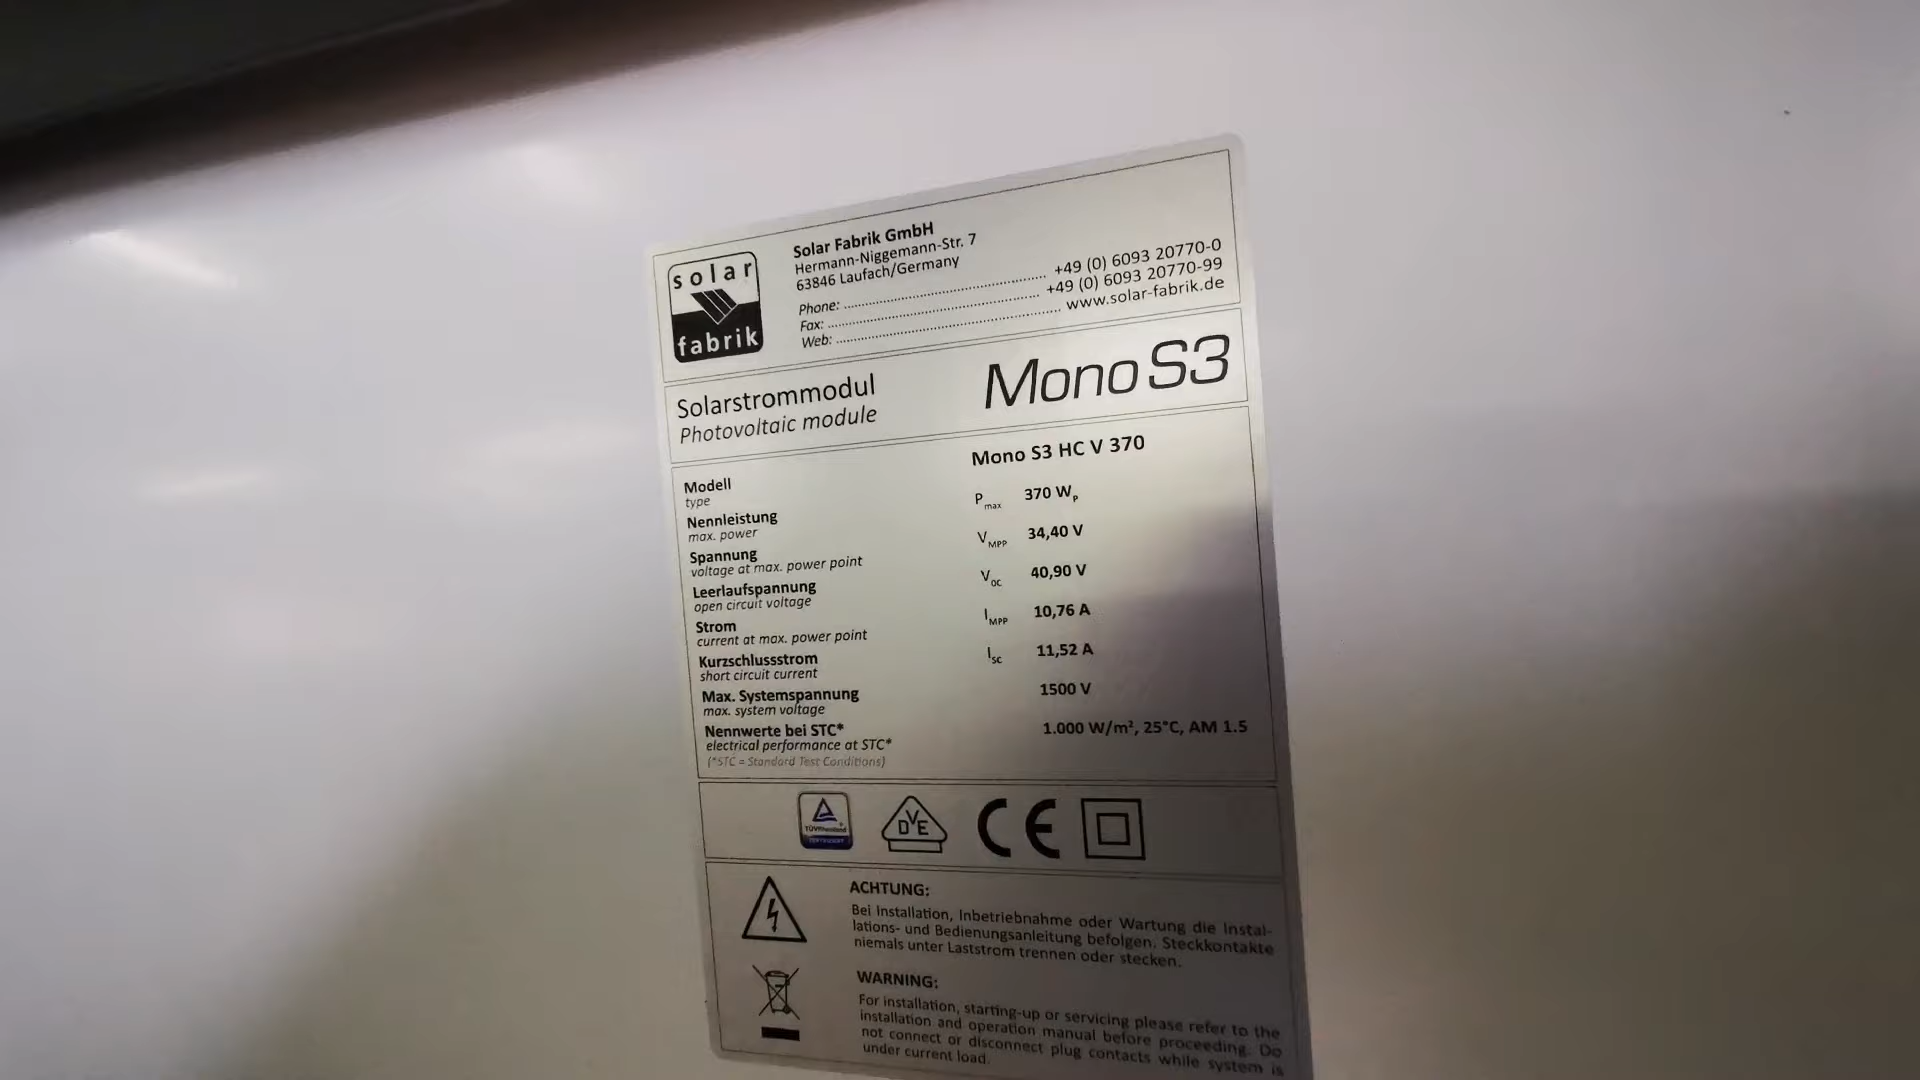 solar
fabrik
Solar Fabrik GmbH
Hermann-Niggemann-Str. 7
63846 Laufach/Germany
Phone: +49 (0) 6093 20770-0
Fax: +49 (0) 6093 20770-99
Web: www.solar-fabrik.de
Solarstrommodul
Photovoltaic module
Mono S3
Modell
type
Mono S3 HC V 370
Nennleistung
max. power
Pmax 370 Wp
Spannung
voltage at max. power point
VMPP 34,40 V
Leerlaufspannung
open circuit voltage
Voc 40,90 V
Strom
current at max. power point
IMPP 10,76 A
Kurzschlussstrom
short circuit current
Isc 11,52 A
Max. Systemspannung
max. system voltage
1500 V
Nennwerte bei STC*
electrical performance at STC*
(*STC = Standard Test Conditions)
1.000 W/m², 25°C, AM 1.5
TÜVRheinland
DVE
CE
ACHTUNG:
Bei Installation, Inbetriebnahme oder Wartung die Instal-
lations- und Bedienungsanleitung befolgen. Steckkontakte
niemals unter Laststrom trennen oder stecken.
WARNING:
For installation, starting-up or servicing please refer to the
installation and operation manual before proceeding. Do
not connect or disconnect plug contacts while system is
under current load.